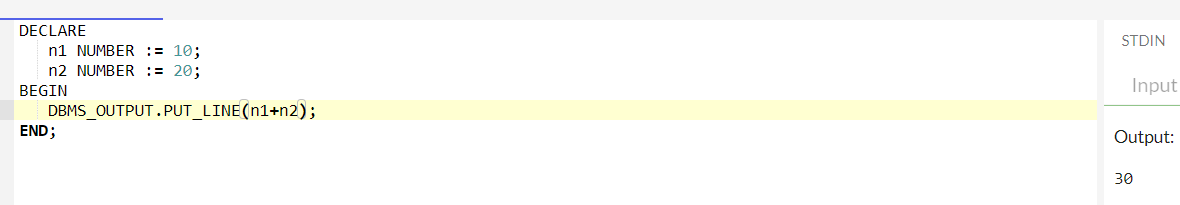 DECLARE
n1 NUMBER := 10;
n2 NUMBER := 20;
BEGIN
DBMS_OUTPUT.PUT_LINE(n1+n2);
END;
STDIN
Input
Output:
30